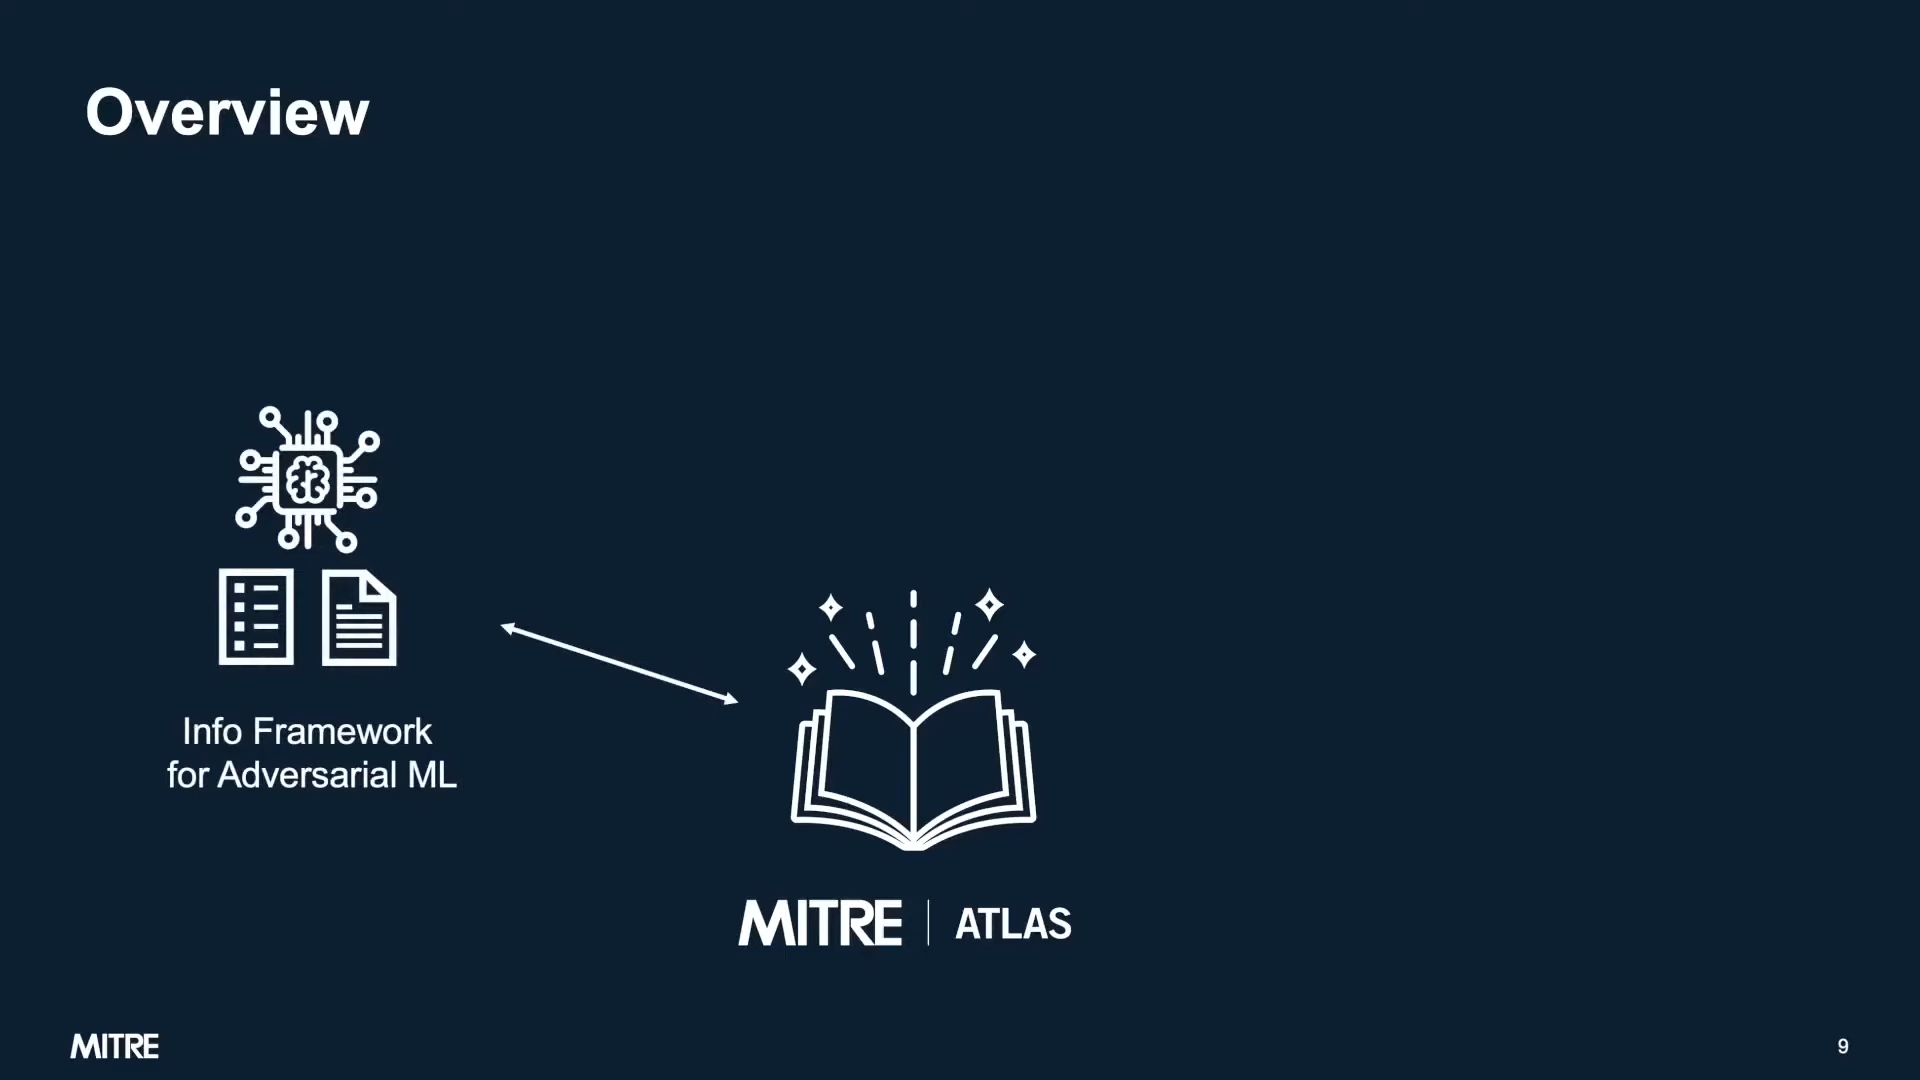 Overview
Info Framework
for Adversarial ML
MITRE | ATLAS
MITRE
9